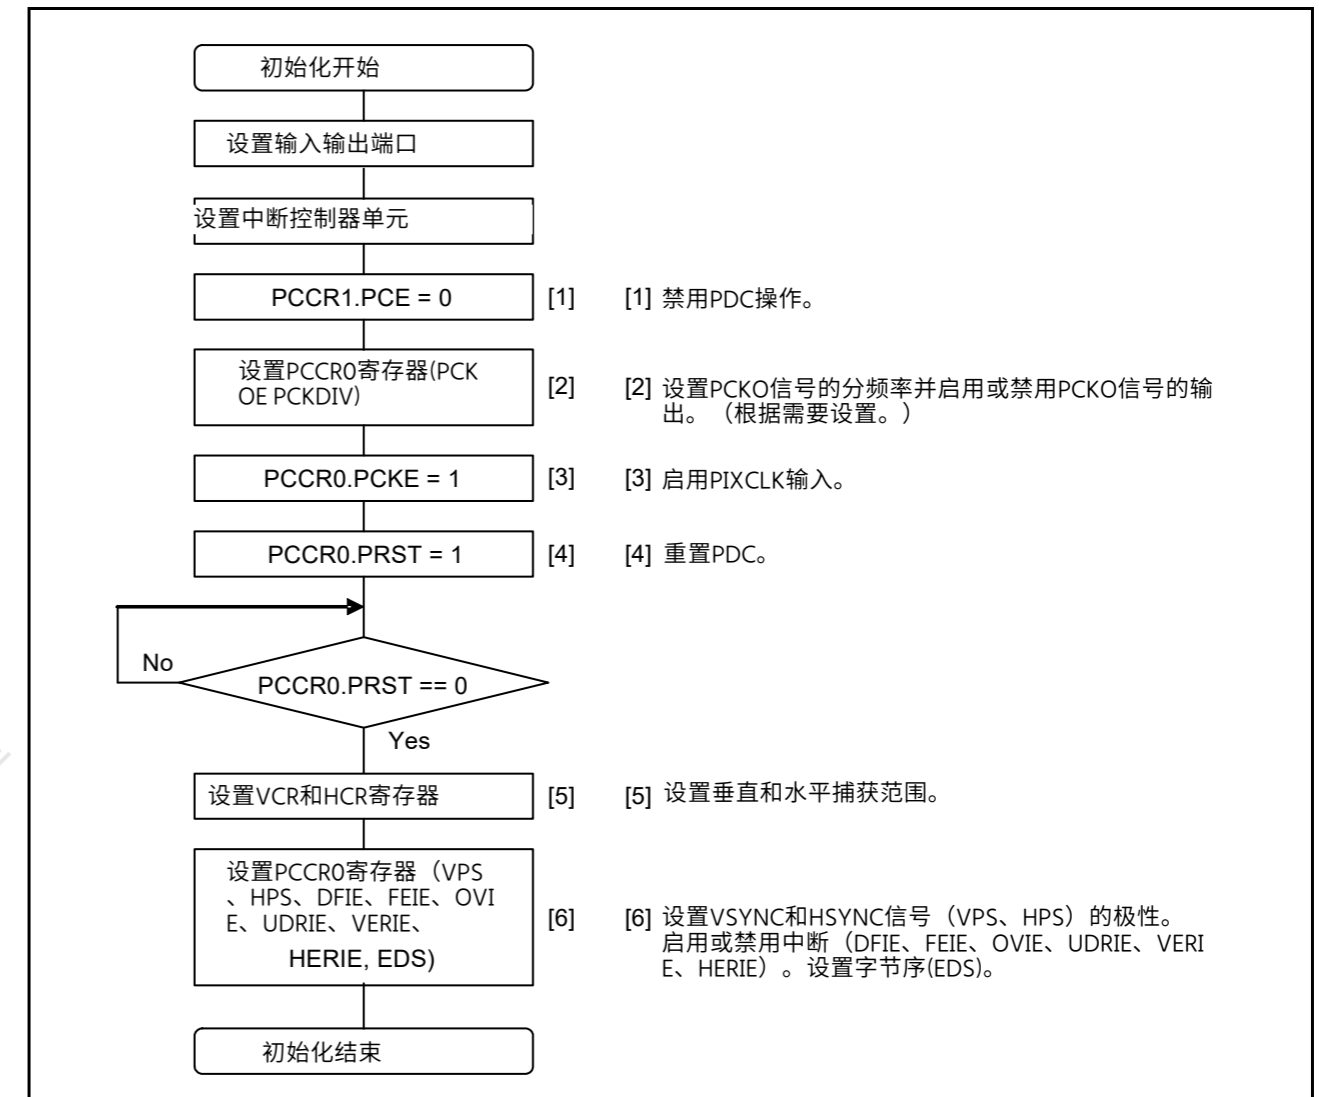 初始化开始
设置输入输出端口
设置中断控制器单元
PCCR1.PCE = 0 [1] [1] 禁用PDC操作。
设置PCCR0寄存器(PCK
OE PCKDIV)
[2] [2] 设置PCKO信号的分频率并启用或禁用PCKO信号的输
出。（根据需要设置。）
PCCR0.PCKE = 1 [3] [3] 启用PIXCLK输入。
PCCR0.PRST = 1 [4] [4] 重置PDC。
No
PCCR0.PRST == 0
Yes
设置VCR和HCR寄存器 [5] [5] 设置垂直和水平捕获范围。
设置PCCR0寄存器（VPS
、HPS、DFIE、FEIE、OVI
E、UDRIE、VERIE、
HERIE, EDS)
[6] [6] 设置VSYNC和HSYNC信号（VPS、HPS）的极性。
启用或禁用中断（DFIE、FEIE、OVIE、UDRIE、VERI
E、HERIE）。设置字节序(EDS)。
初始化结束